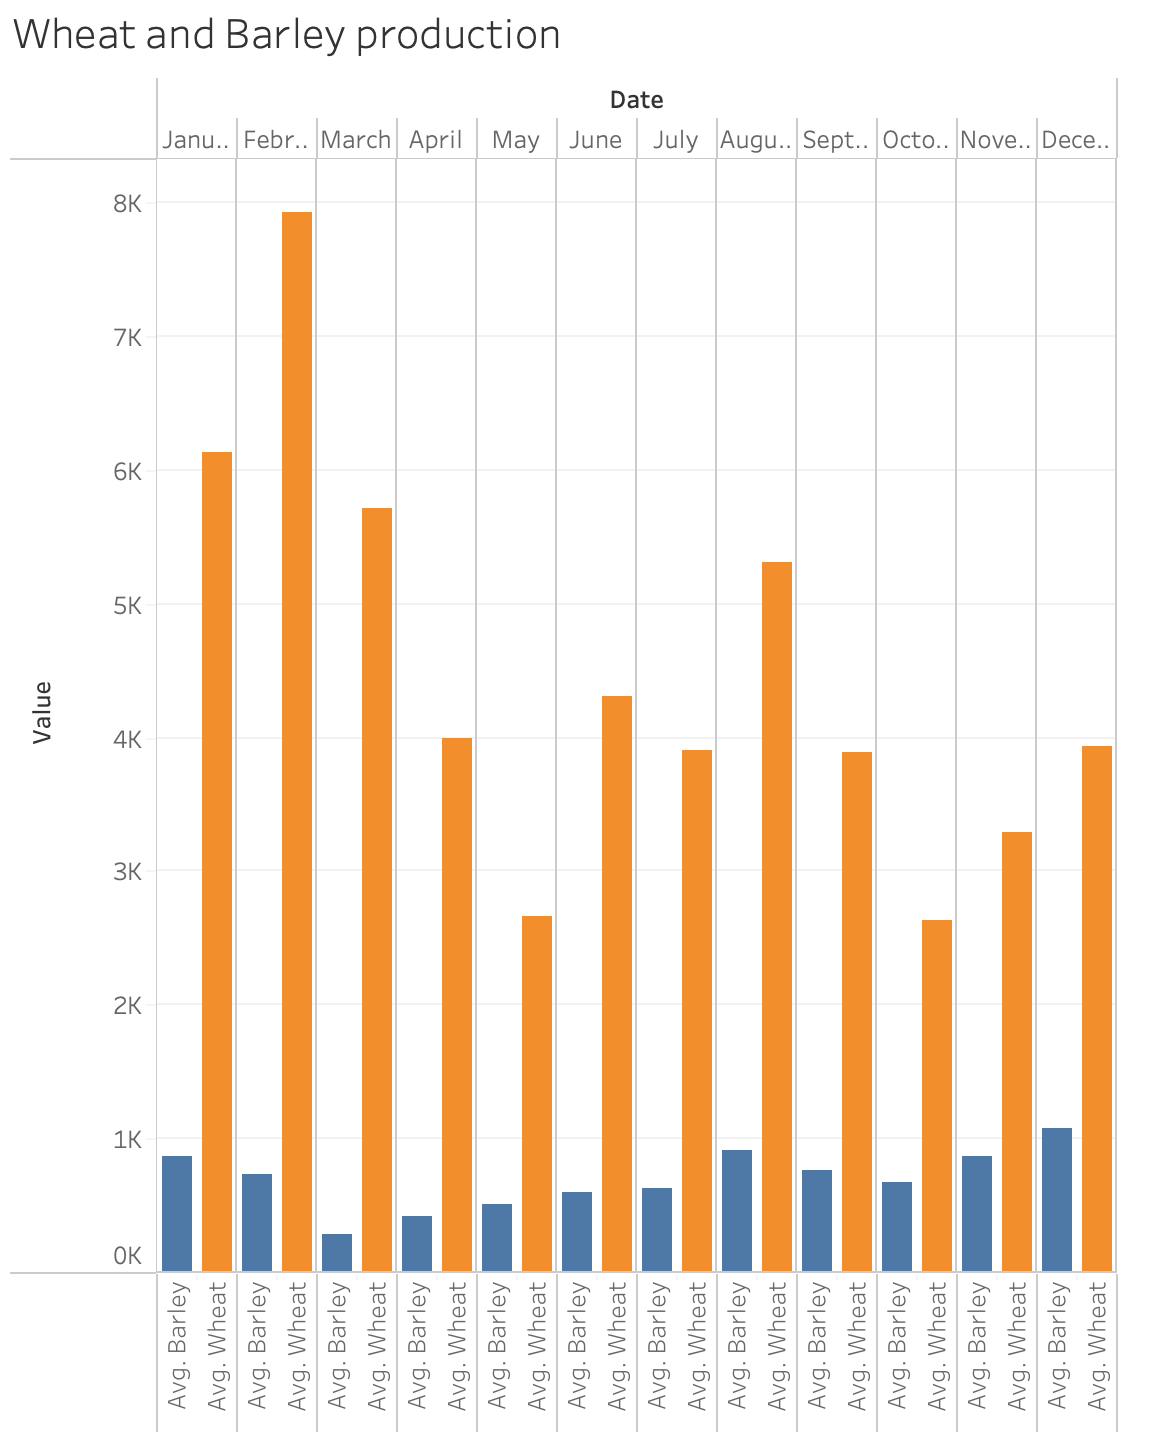 Wheat and Barley production
Date
Janu.. Febr.. March April May June July Augu.. Sept.. Octo.. Nove.. Dece..
8K
7K
6K
5K
4K
3K
2K
1K
0K
Value
Avg. Barley Avg. Wheat Avg. Barley Avg. Wheat Avg. Barley Avg. Wheat Avg. Barley Avg. Wheat Avg. Barley Avg. Wheat Avg. Barley Avg. Wheat Avg. Barley Avg. Wheat Avg. Barley Avg. Wheat Avg. Barley Avg. Wheat Avg. Barley Avg. Wheat Avg. Barley Avg. Wheat Avg. Barley Avg. Wheat